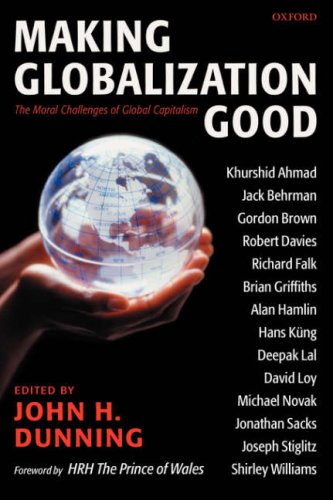 OXFORD
MAKING
GLOBALIZATION
The Moral Challenges of Global Capitalism
GOOD
Khurshid Ahmad
Jack Behrman
Gordon Brown
Robert Davies
Richard Falk
Brian Griffiths
Alan Hamlin
Hans Küng
Deepak Lal
David Loy
Michael Novak
Jonathan Sacks
Joseph Stiglitz
Shirley Williams
EDITED BY
JOHN H.
DUNNING
Foreword by HRH The Prince of Wales